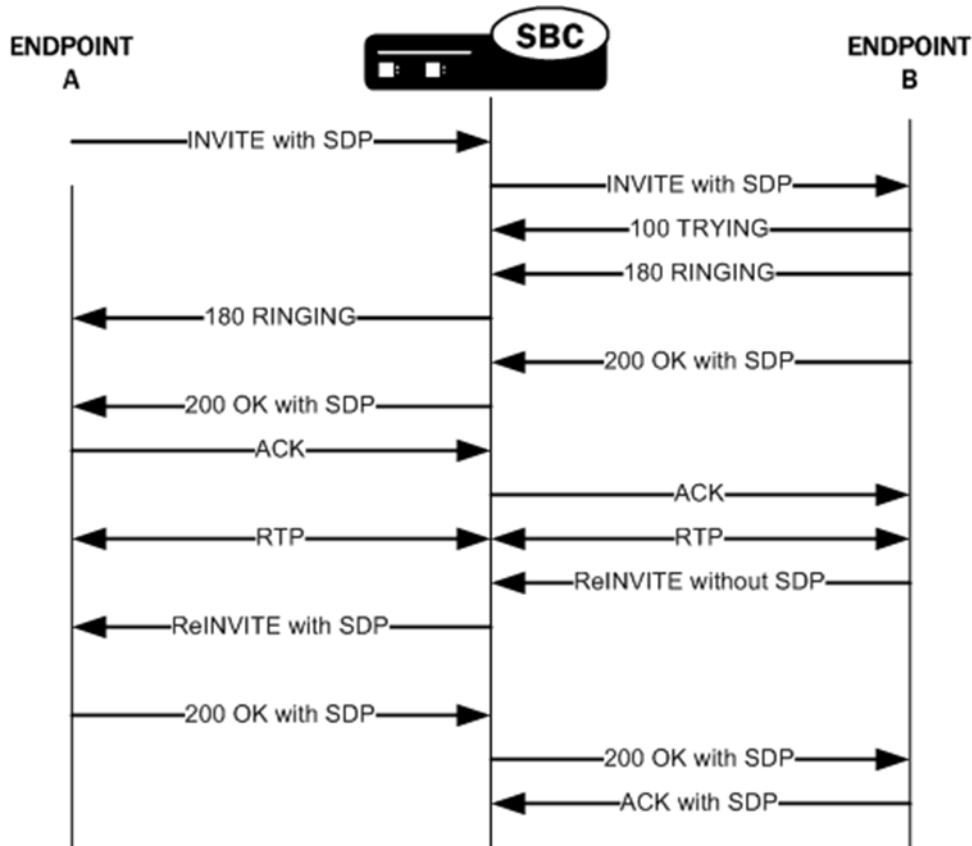 SBC
ENDPOINT
A
ENDPOINT
B
INVITE with SDP
INVITE with SDP
100 TRYING
180 RINGING
180 RINGING
200 OK with SDP
200 OK with SDP
ACK
ACK
RTP
RTP
ReINVITE without SDP
ReINVITE with SDP
200 OK with SDP
200 OK with SDP
ACK with SDP